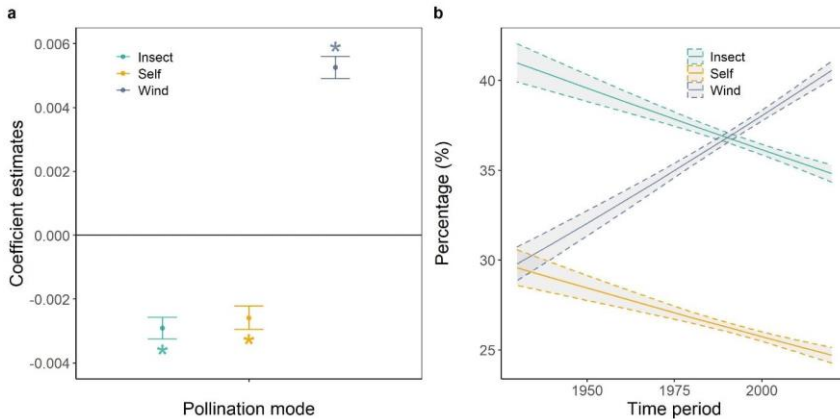 a
0.006
0.004
0.002
0.000
-0.002
-0.004
Coefficient estimates
Insect
Self
Wind
*
*
*
Pollination mode
b
40
35
30
25
Percentage (%)
Insect
Self
Wind
1950
1975
2000
Time period